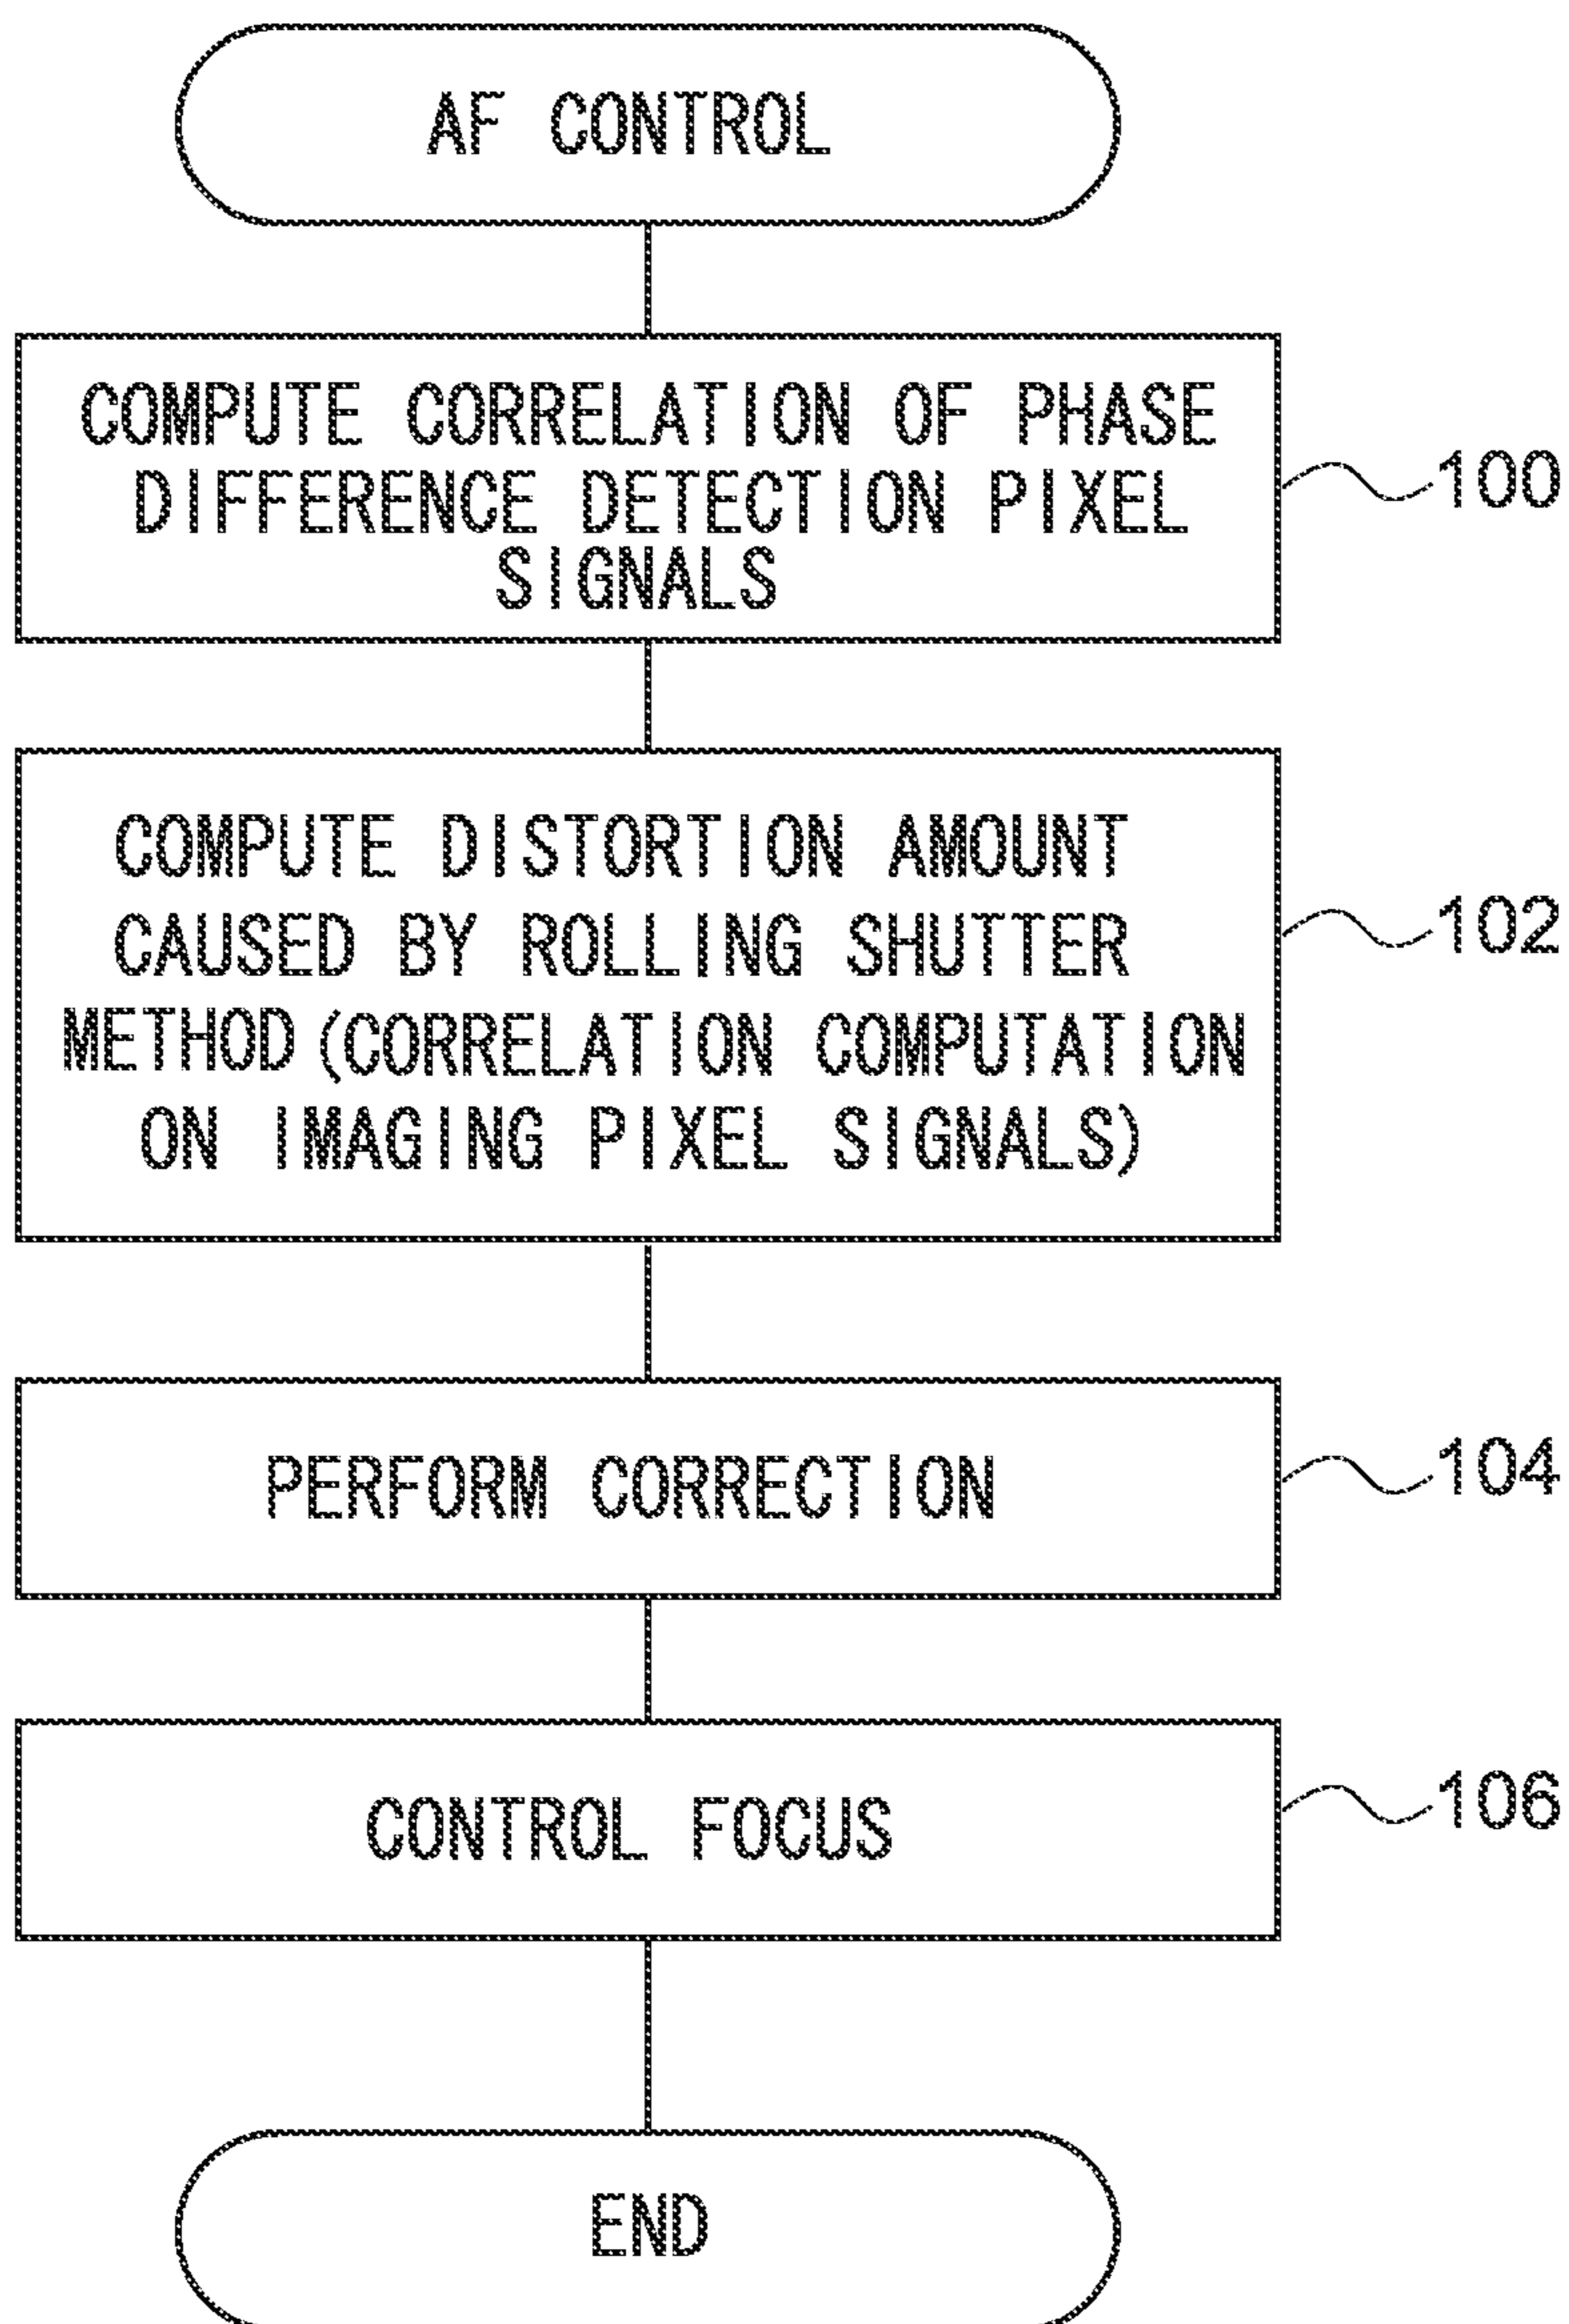 AF CONTROL
COMPUTE CORRELATION OF PHASE
DIFFERENCE DETECTION PIXEL
SIGNALS
100
COMPUTE DISTORTION AMOUNT
CAUSED BY ROLLING SHUTTER
METHOD (CORRELATION COMPUTATION
ON IMAGING PIXEL SIGNALS)
102
PERFORM CORRECTION
104
CONTROL FOCUS
106
END